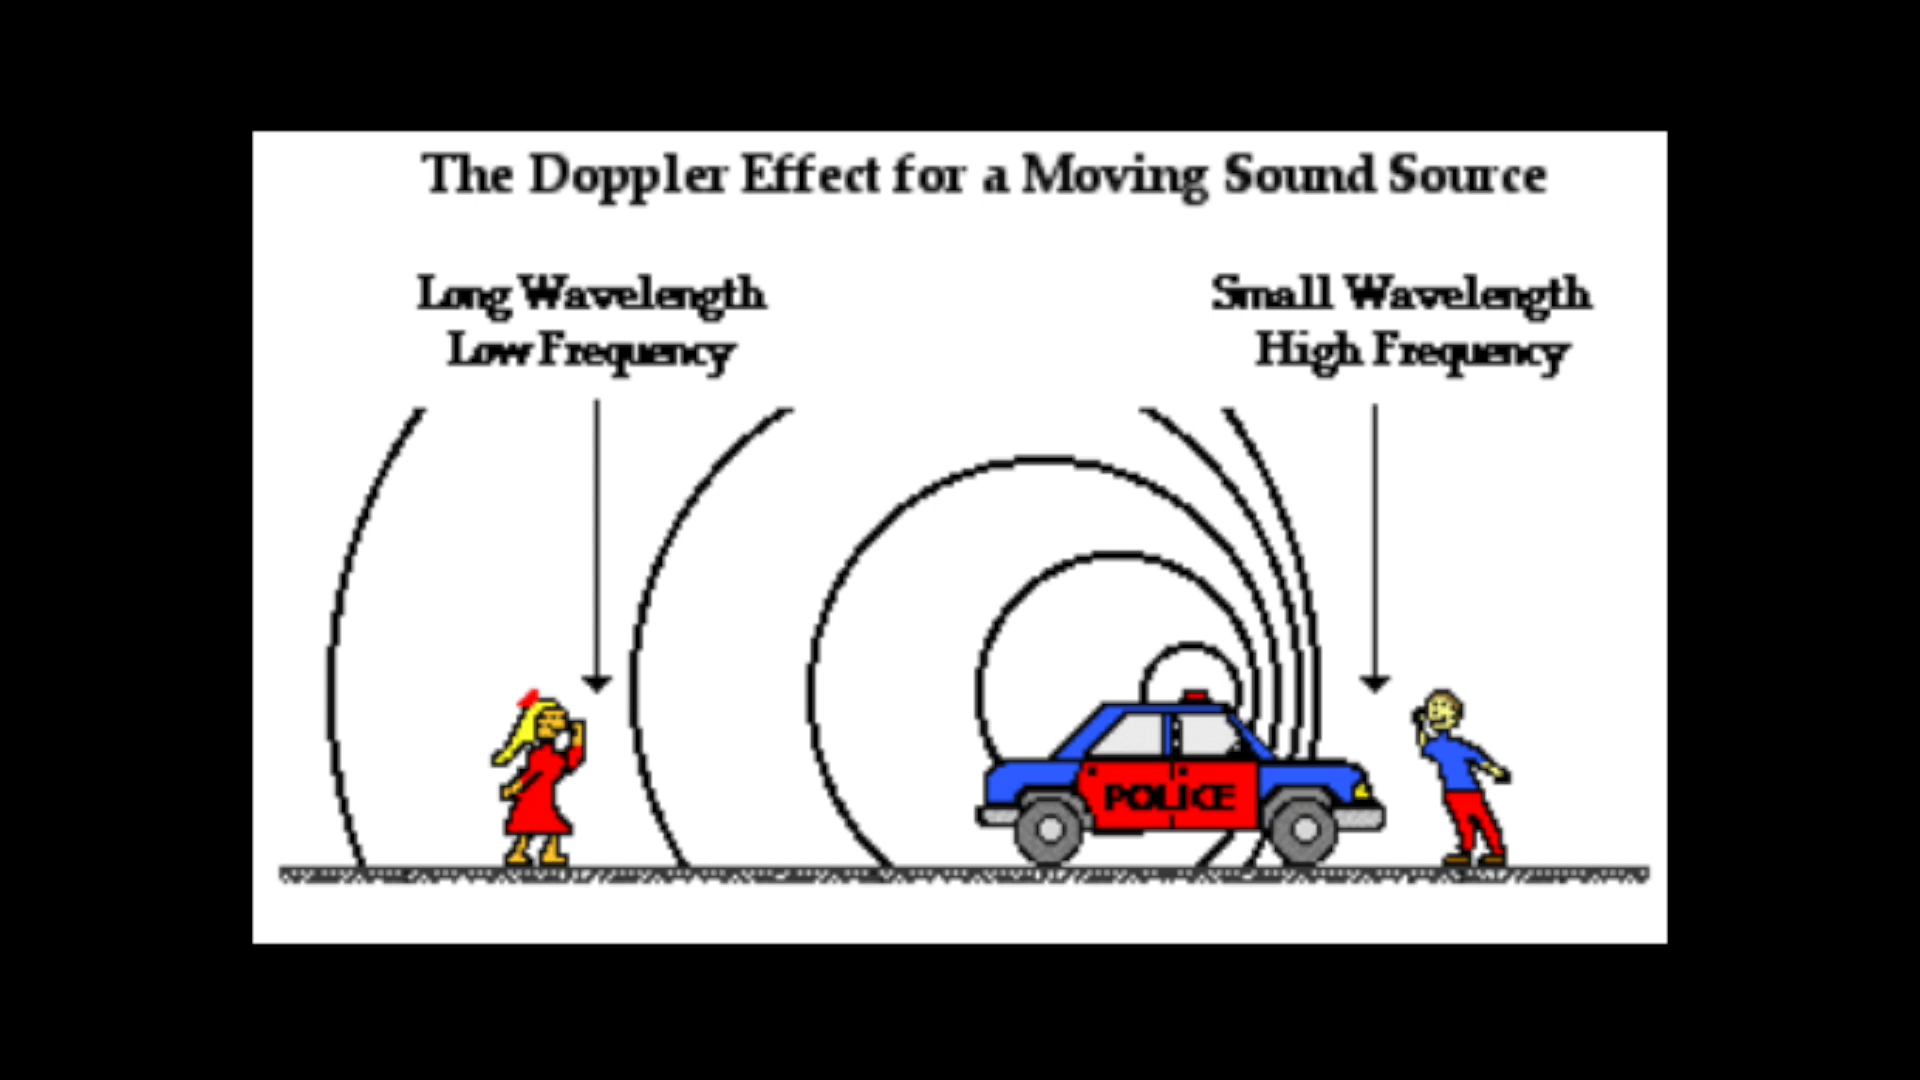 The Doppler Effect for a Moving Sound Source
Long Wavelength
Low Frequency
Small Wavelength
High Frequency
POLICE